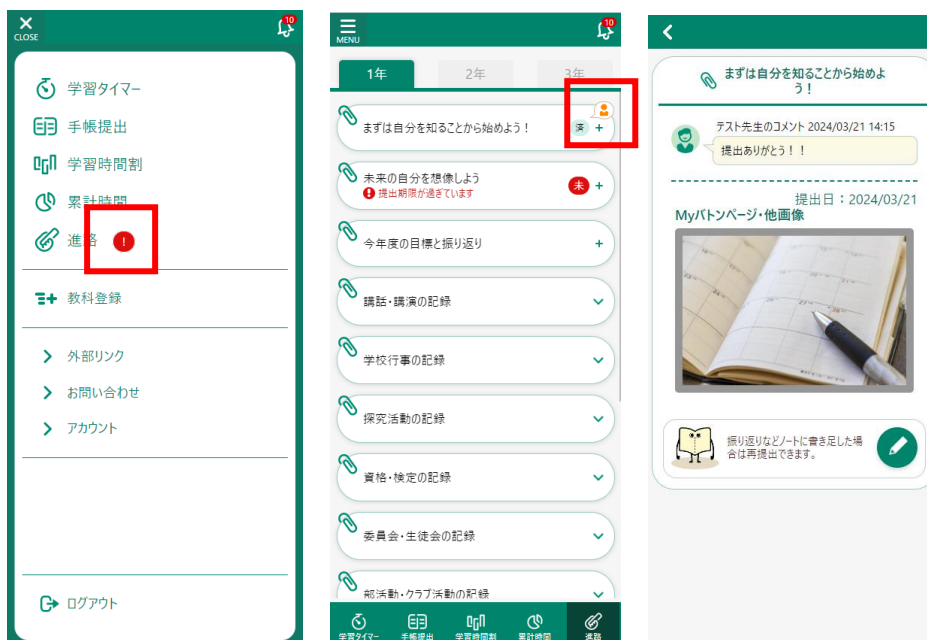 CLOSE
10
学習タイマー
手帳提出
学習時間割
累計時間
進路
!
教科登録
外部リンク
お問い合わせ
アカウント
ログアウト
MENU
10
1年
2年
3年
まずは自分を知ることから始めよう!
済
未来の自分を想像しよう
提出期限が過ぎています
未
今年度の目標と振り返り
講話・講演の記録
学校行事の記録
探究活動の記録
資格・検定の記録
委員会・生徒会の記録
部活動・クラブ活動の記録
学習タイマー
手帳提出
学習時間割
累計時間
進路
まずは自分を知ることから始めよ
う!
テスト先生のコメント 2024/03/21 14:15
提出ありがとう!!
提出日:2024/03/21
Myバトンページ・他画像
振り返りなどノートに書き足した場
合は再提出できます。